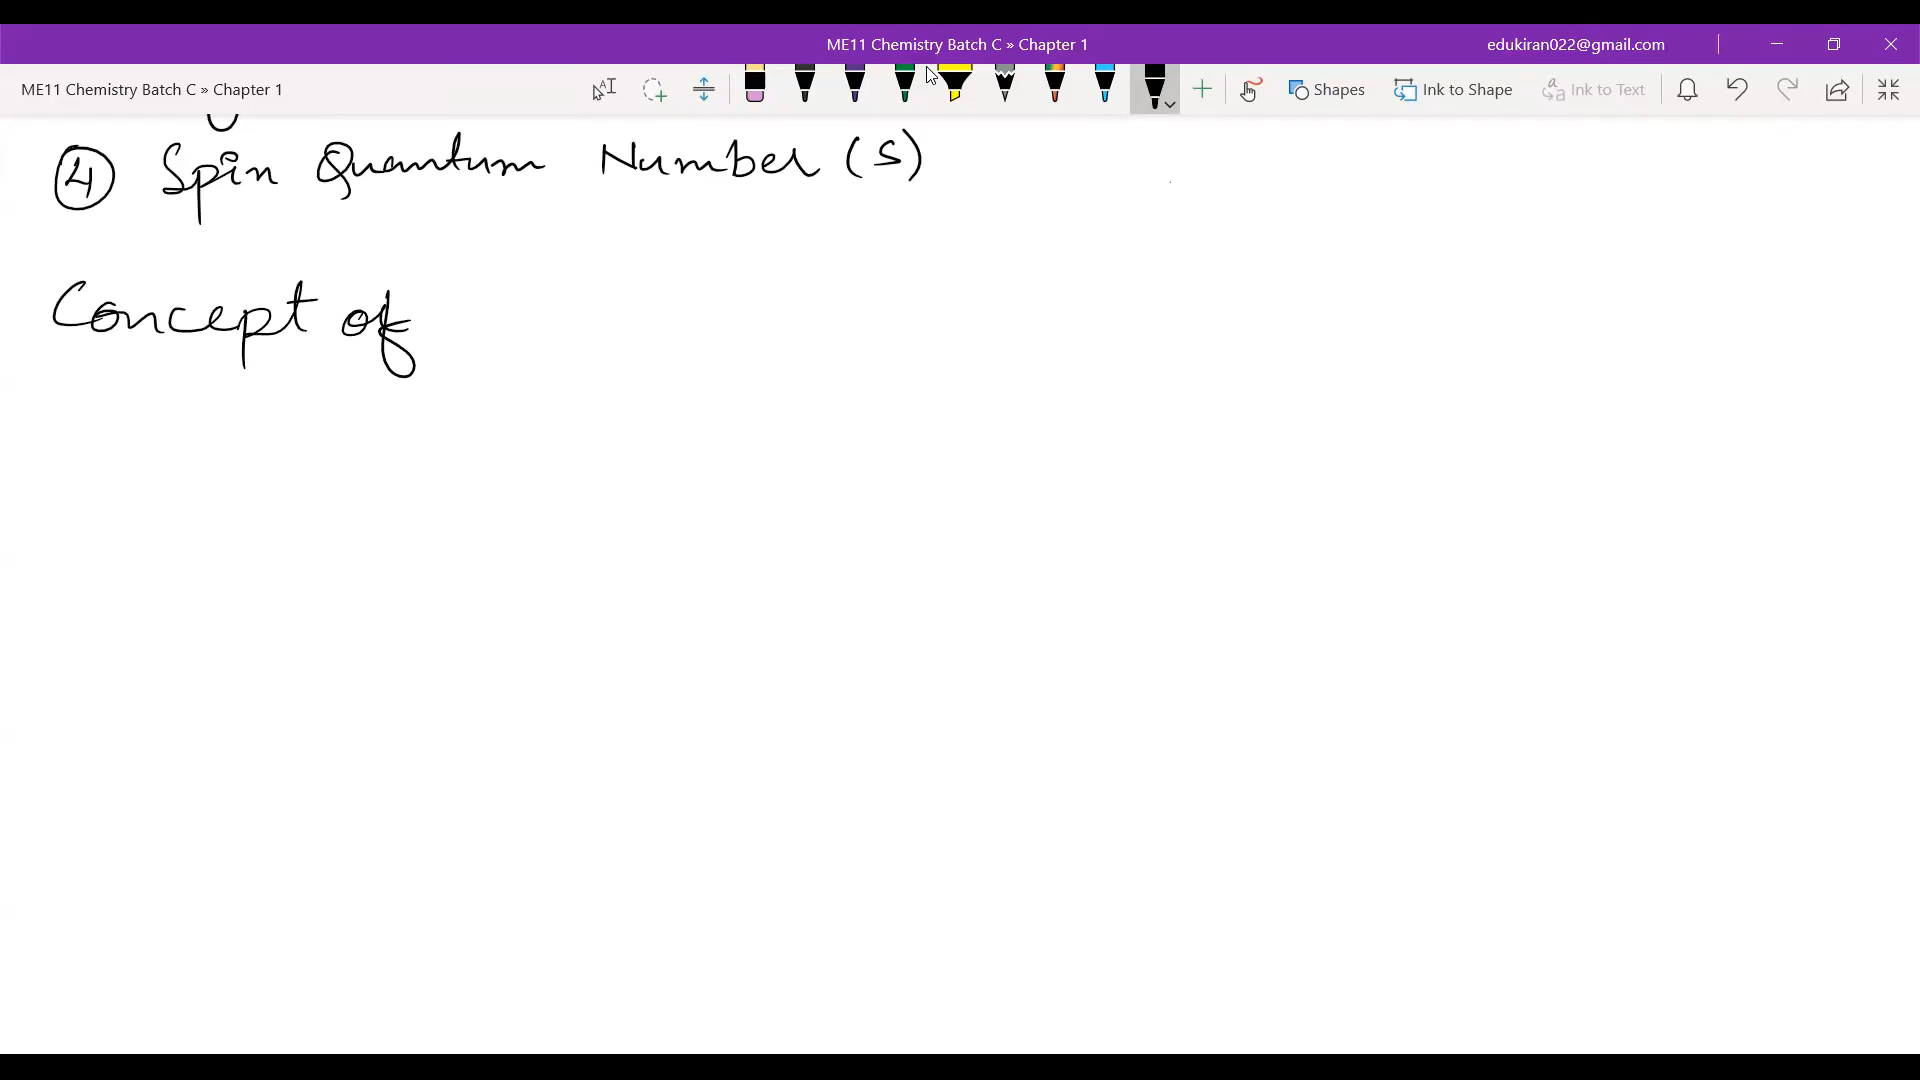 ME11 Chemistry Batch C » Chapter 1
edukiran022@gmail.com
ME11 Chemistry Batch C » Chapter 1
Shapes
Ink to Shape
Ink to Text
④ Spin Quantum Number (s)
Concept of